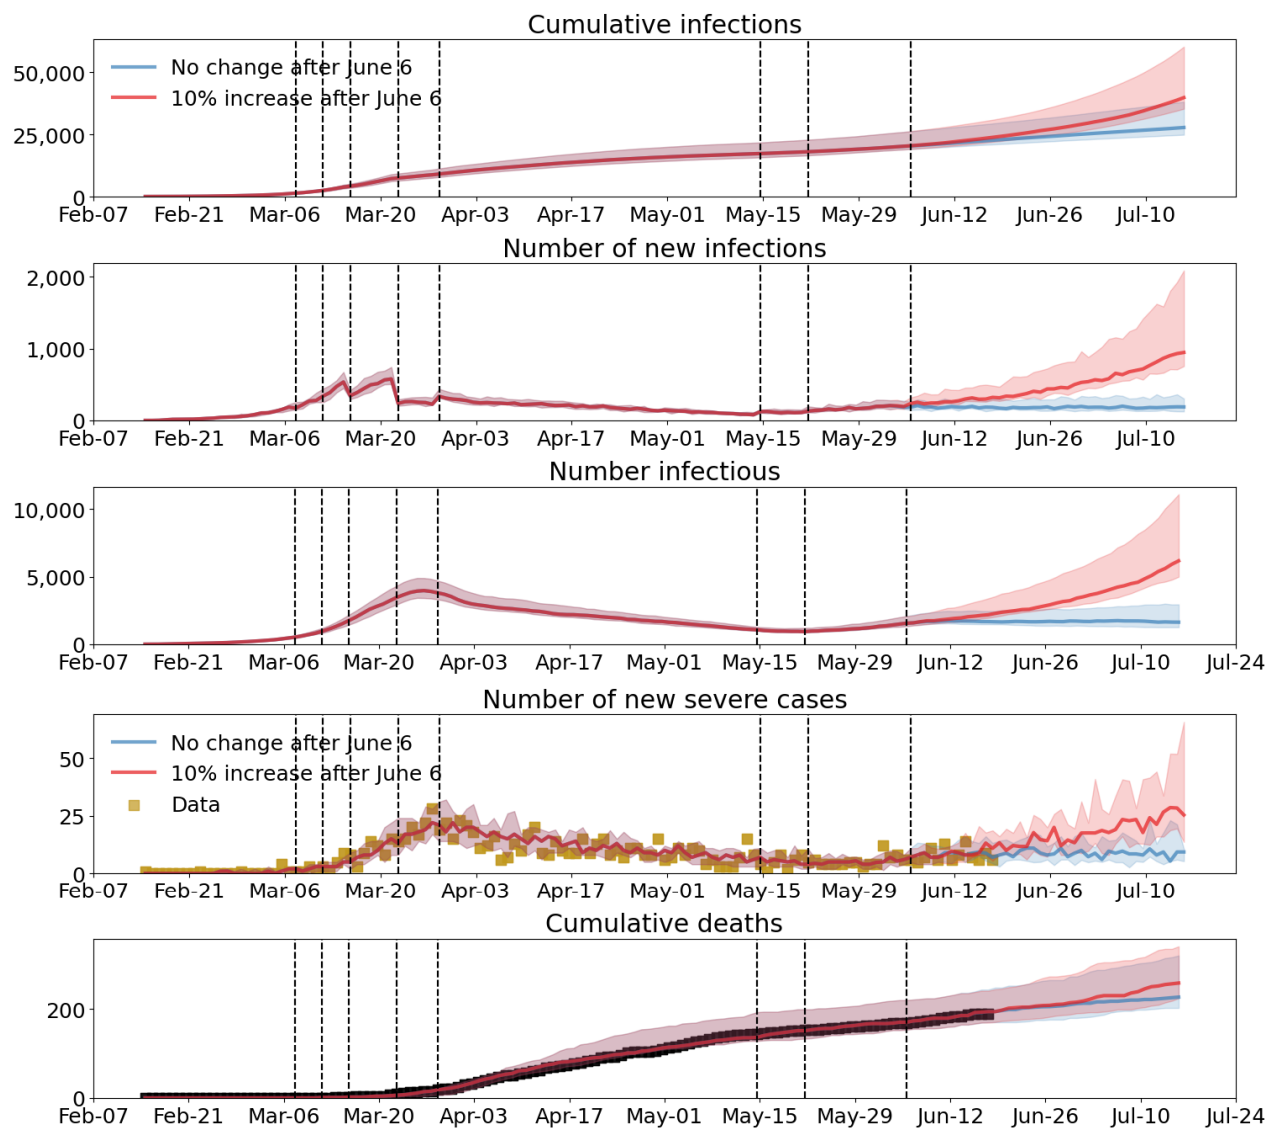 Cumulative infections
No change after June 6
10% increase after June 6
50,000
25,000
0
Feb-07 Feb-21 Mar-06 Mar-20 Apr-03 Apr-17 May-01 May-15 May-29 Jun-12 Jun-26 Jul-10
Number of new infections
2,000
1,000
0
Feb-07 Feb-21 Mar-06 Mar-20 Apr-03 Apr-17 May-01 May-15 May-29 Jun-12 Jun-26 Jul-10
Number infectious
10,000
5,000
0
Feb-07 Feb-21 Mar-06 Mar-20 Apr-03 Apr-17 May-01 May-15 May-29 Jun-12 Jun-26 Jul-10 Jul-24
Number of new severe cases
No change after June 6
10% increase after June 6
Data
50
25
0
Feb-07 Feb-21 Mar-06 Mar-20 Apr-03 Apr-17 May-01 May-15 May-29 Jun-12 Jun-26 Jul-10
Cumulative deaths
200
0
Feb-07 Feb-21 Mar-06 Mar-20 Apr-03 Apr-17 May-01 May-15 May-29 Jun-12 Jun-26 Jul-10 Jul-24